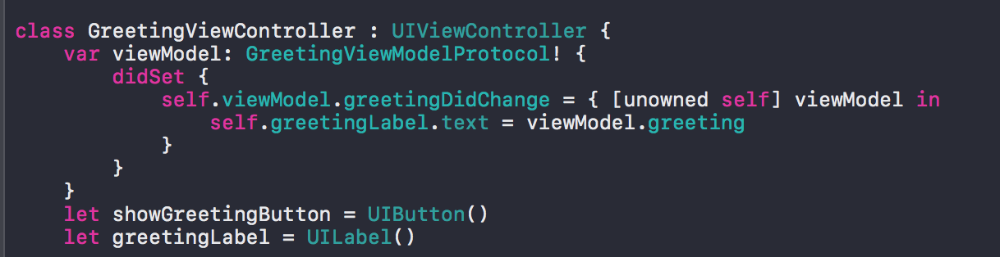 class GreetingViewController : UIViewController {
    var viewModel: GreetingViewModelProtocol! {
        didSet {
            self.viewModel.greetingDidChange = { [unowned self] viewModel in
                self.greetingLabel.text = viewModel.greeting
            }
        }
    }
    let showGreetingButton = UIButton()
    let greetingLabel = UILabel()